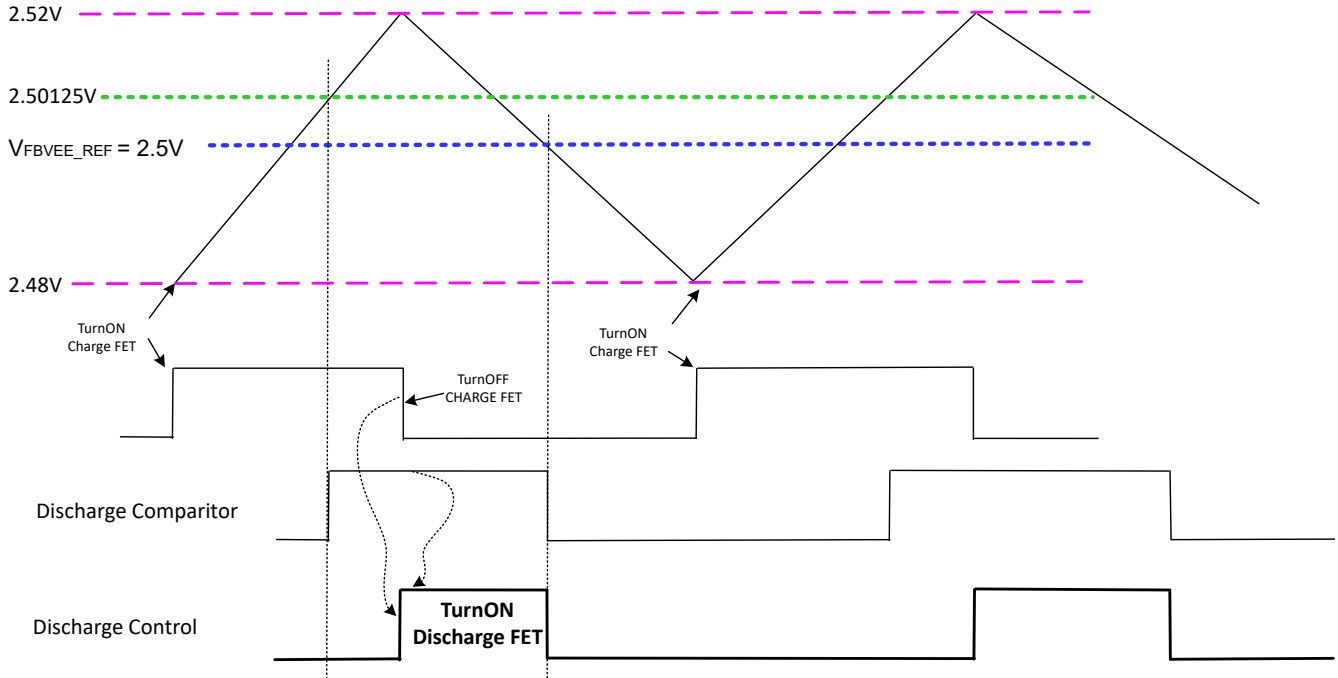 2.52V
2.50125V
VFBVEE_REF = 2.5V
2.48V
TurnON
Charge FET
TurnON
Charge FET
TurnOFF
CHARGE FET
Discharge Comparitor
Discharge Control
TurnON
Discharge FET